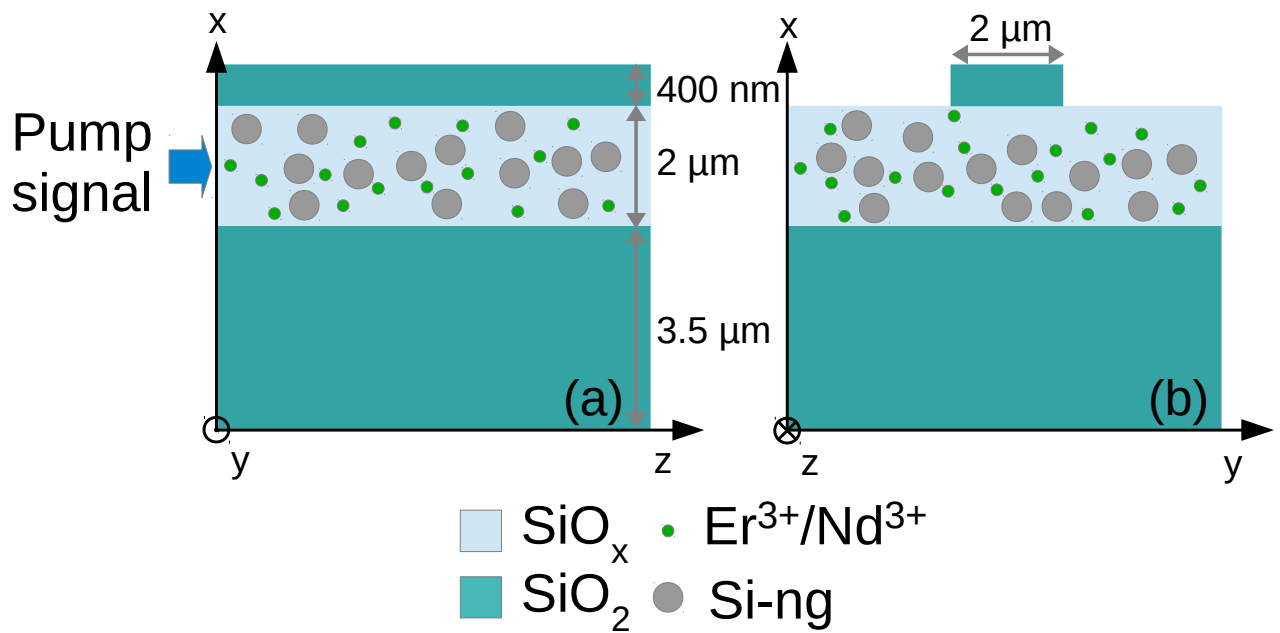 x
x
2 µm
400 nm
Pump
signal
2 µm
3.5 µm
(a)
(b)
y
z
z
y
SiOₓ
Er³⁺/Nd³⁺
SiO₂
Si-ng